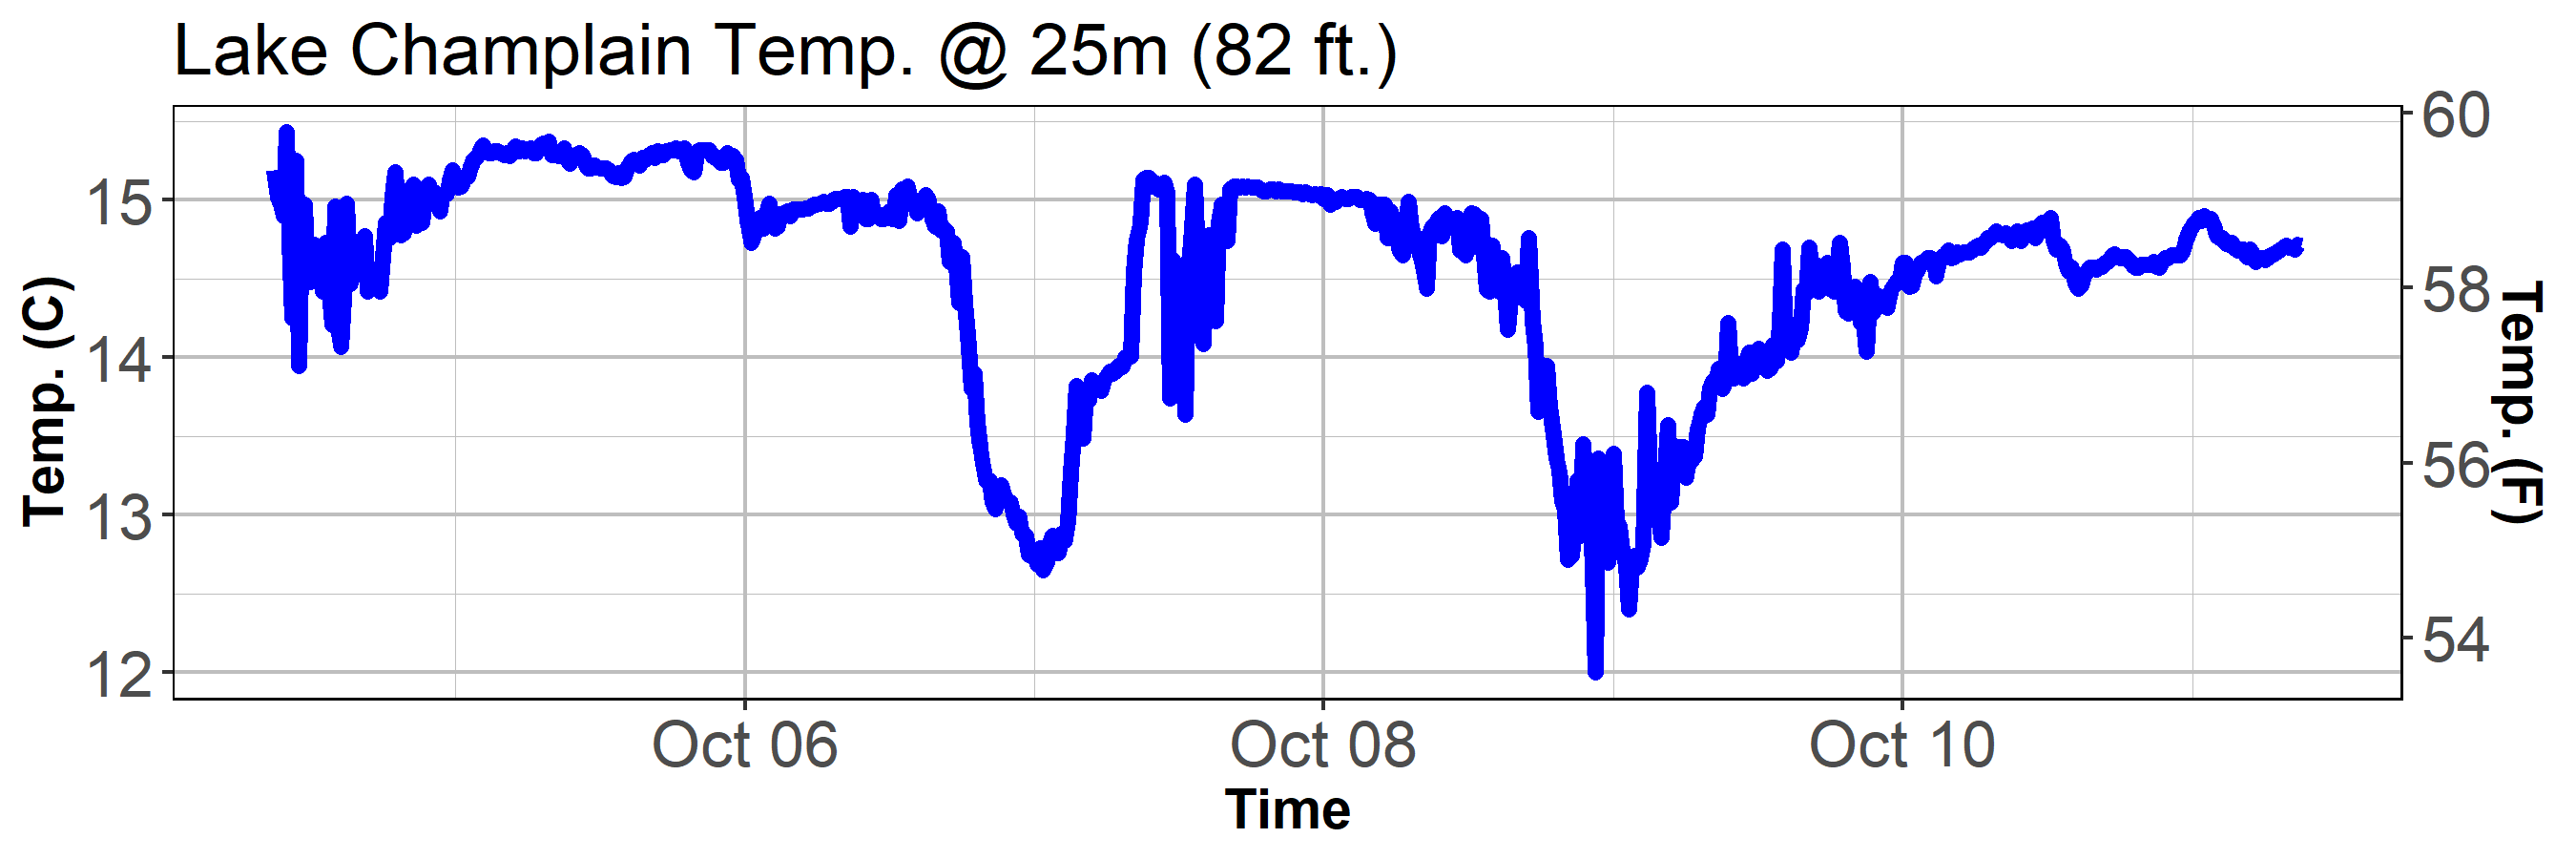 Lake Champlain Temp. @ 25m (82 ft.)
Temp. (C)
15
14
13
12
60
58
56
54
Temp. (F)
Oct 06
Oct 08
Oct 10
Time